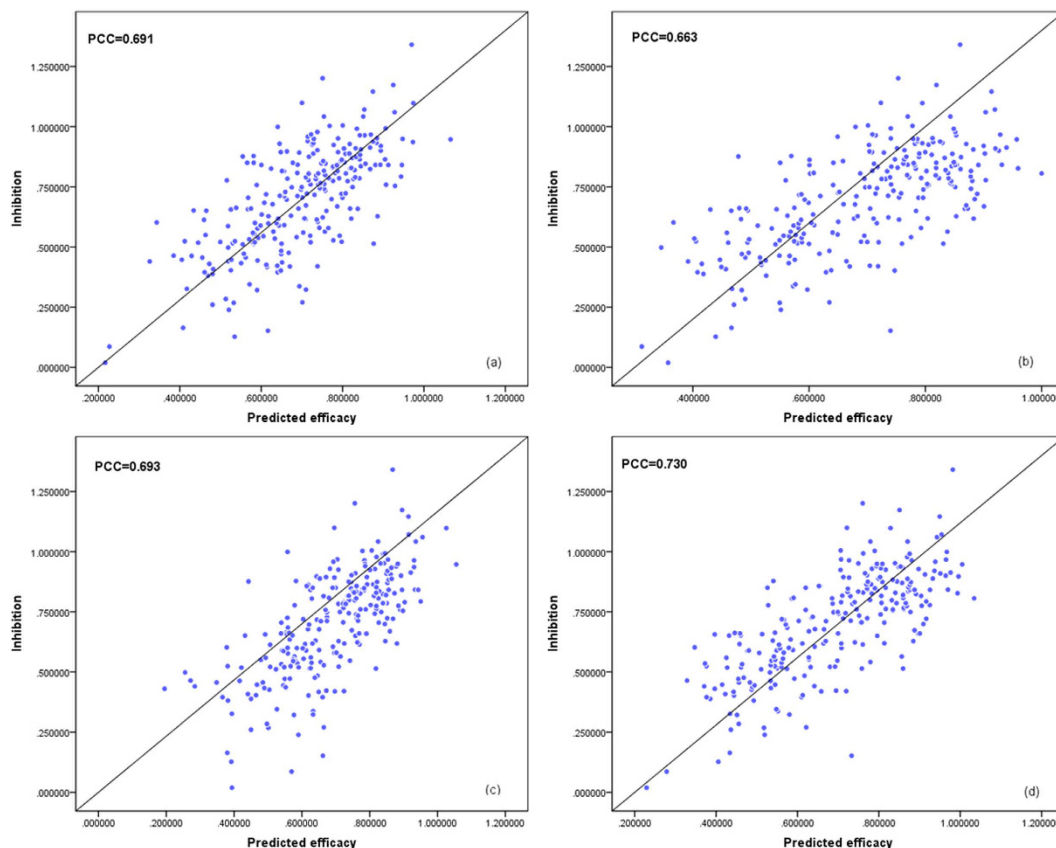 PCC=0.691
1.250000
1.000000
.750000
.500000
.250000
.000000
Inhibition
(a)
.200000 .400000 .600000 .800000 1.000000 1.200000
Predicted efficacy
PCC=0.663
1.250000
1.000000
.750000
.500000
.250000
.000000
Inhibition
(b)
.400000 .600000 .800000 1.00000
Predicted efficacy
PCC=0.693
1.250000
1.000000
.750000
.500000
.250000
.000000
Inhibition
(c)
.000000 .200000 .400000 .600000 .800000 1.000000 1.200000
Predicted efficacy
PCC=0.730
1.250000
1.000000
.750000
.500000
.250000
.000000
Inhibition
(d)
.200000 .400000 .600000 .800000 1.000000 1.20000
Predicted efficacy